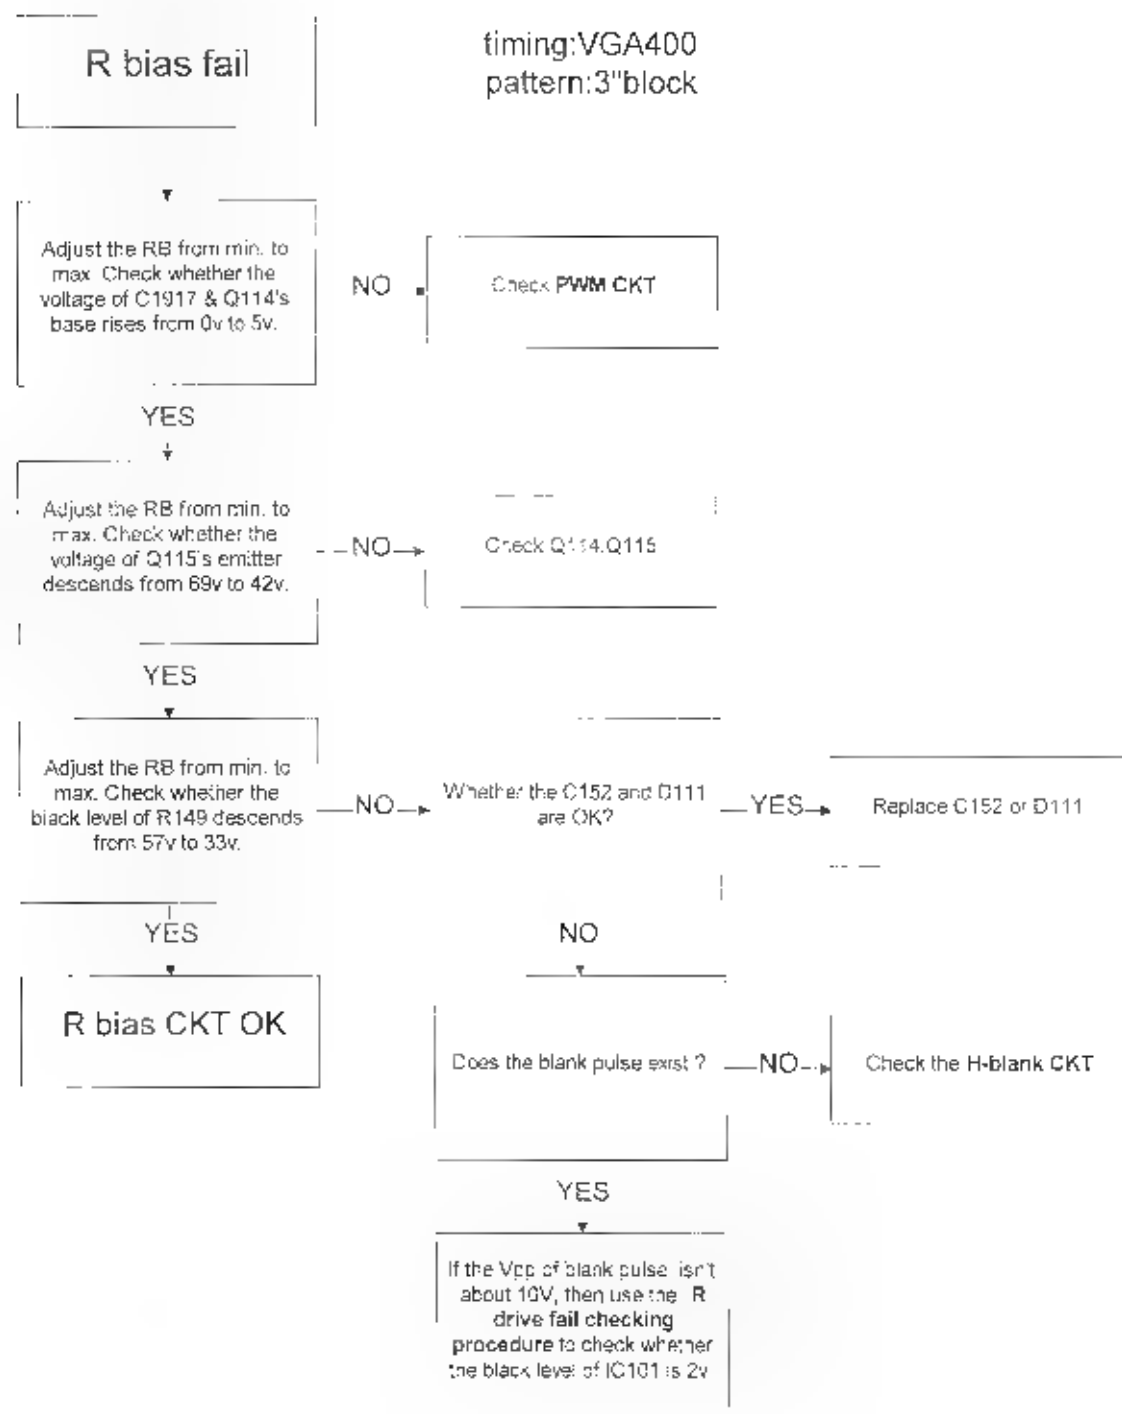 R bias fail
timing:VGA400
pattern:3"block
Adjust the RB from min. to
max. Check whether the
voltage of C1917 & Q114's
base rises from 0v to 5v.
NO
Check PWM CKT
YES
Adjust the RB from min. to
max. Check whether the
voltage of Q115's emitter
descends from 69v to 42v.
NO
Check Q114,Q115
YES
Adjust the RB from min. to
max. Check whether the
black level of R149 descends
from 57v to 33v.
NO
Whether the C152 and D111
are OK?
YES
Replace C152 or D111
YES
NO
R bias CKT OK
Does the blank pulse exist ?
NO
Check the H-blank CKT
YES
If the Vpp of blank pulse isn't
about 10V, then use the R
drive fail checking
procedure to check whether
the black level of IC101 is 2v